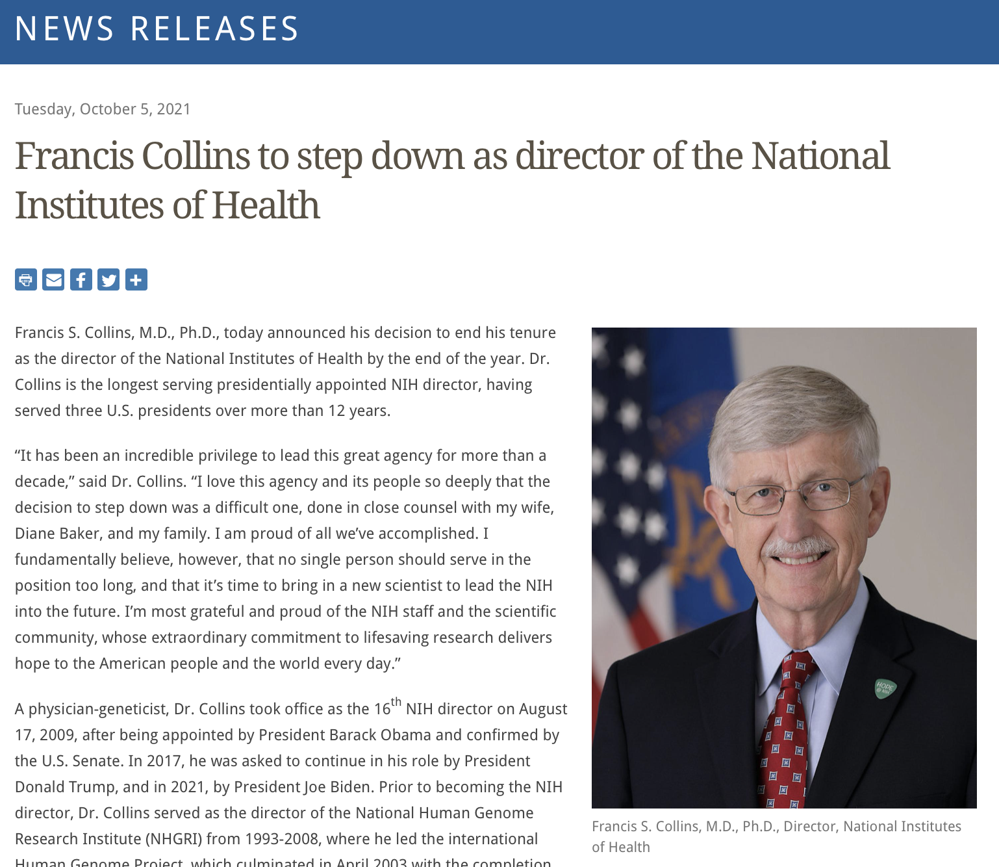 NEWS RELEASES
Tuesday, October 5, 2021
Francis Collins to step down as director of the National
Institutes of Health
Francis S. Collins, M.D., Ph.D., today announced his decision to end his tenure
as the director of the National Institutes of Health by the end of the year. Dr.
Collins is the longest serving presidentially appointed NIH director, having
served three U.S. presidents over more than 12 years.
“It has been an incredible privilege to lead this great agency for more than a
decade,” said Dr. Collins. “I love this agency and its people so deeply that the
decision to step down was a difficult one, done in close counsel with my wife,
Diane Baker, and my family. I am proud of all we’ve accomplished. I
fundamentally believe, however, that no single person should serve in the
position too long, and that it’s time to bring in a new scientist to lead the NIH
into the future. I’m most grateful and proud of the NIH staff and the scientific
community, whose extraordinary commitment to lifesaving research delivers
hope to the American people and the world every day.”
A physician-geneticist, Dr. Collins took office as the 16th NIH director on August
17, 2009, after being appointed by President Barack Obama and confirmed by
the U.S. Senate. In 2017, he was asked to continue in his role by President
Donald Trump, and in 2021, by President Joe Biden. Prior to becoming the NIH
director, Dr. Collins served as the director of the National Human Genome
Research Institute (NHGRI) from 1993-2008, where he led the international
Human Genome Project, which culminated in April 2003 with the completion
HOPE
@ NIH
Francis S. Collins, M.D., Ph.D., Director, National Institutes
of Health